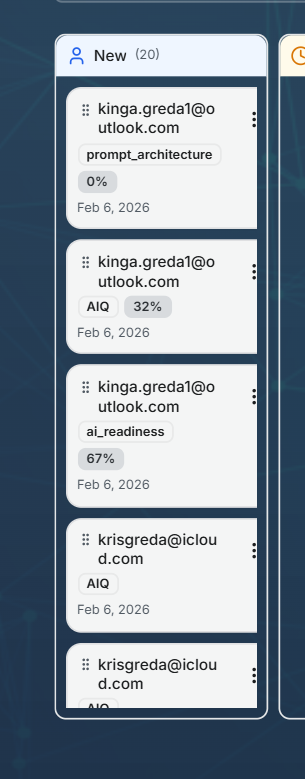 New (20)
kinga.greda1@o
utlook.com
prompt_architecture
0%
Feb 6, 2026
kinga.greda1@o
utlook.com
AIQ 32%
Feb 6, 2026
kinga.greda1@o
utlook.com
ai_readiness
67%
Feb 6, 2026
krisgreda@iclou
d.com
AIQ
Feb 6, 2026
krisgreda@iclou
d.com
AIQ